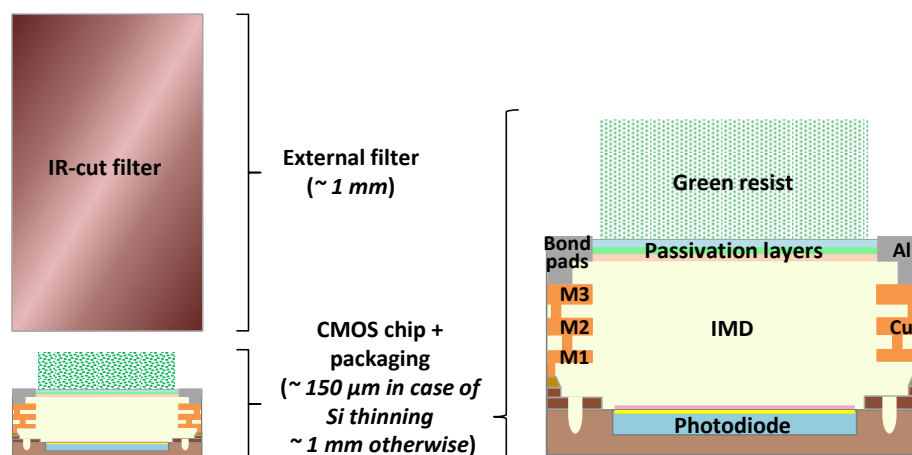 IR-cut filter
External filter
(~ 1 mm)
CMOS chip +
packaging
(~ 150 µm in case of
Si thinning
~ 1 mm otherwise)
Green resist
Bond
pads
Passivation layers
Al
M3
M2
IMD
Cu
M1
Photodiode